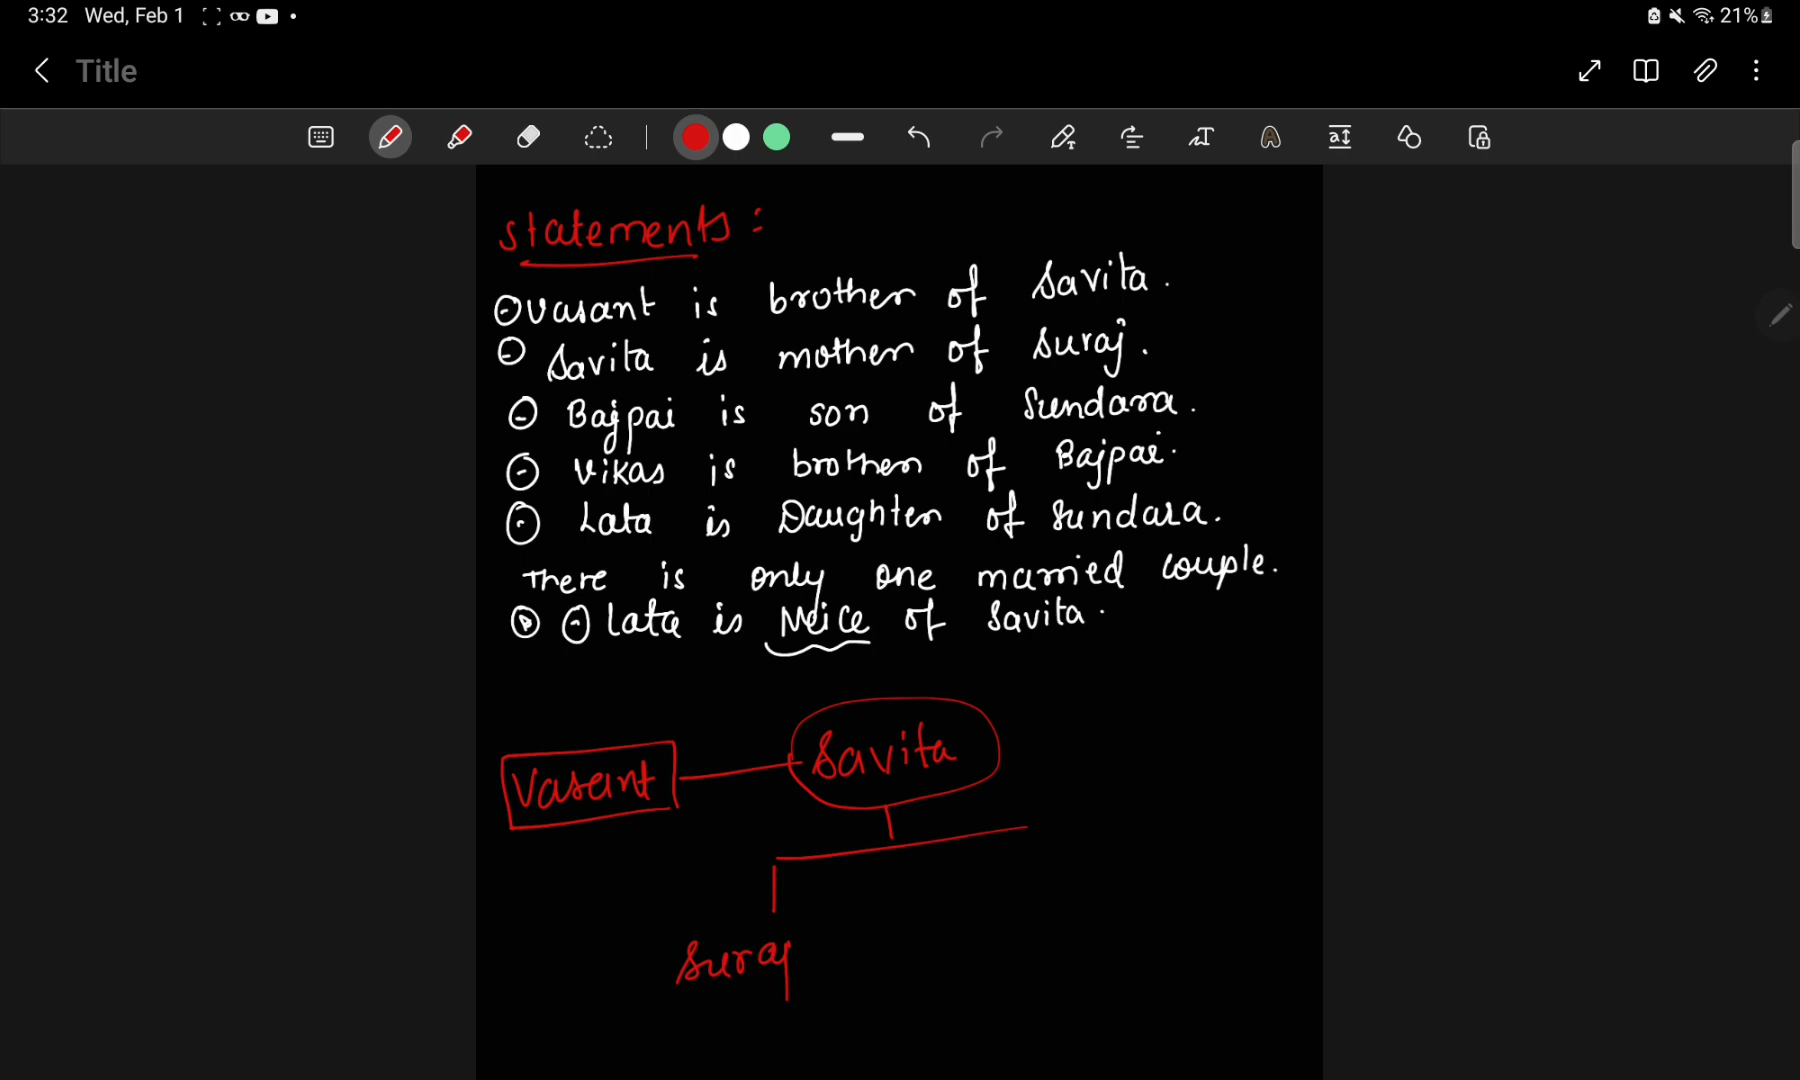 3:32 Wed, Feb 1
21%
Title
statements:
Vasant is brother of Savita.
Savita is mother of Suraj.
Bajpai is son of Sundara.
Vikas is brother of Bajpai.
Lata is Daughter of Sundara.
There is only one married couple.
Lata is Neice of Savita.
Vasant
Savita
Suraj